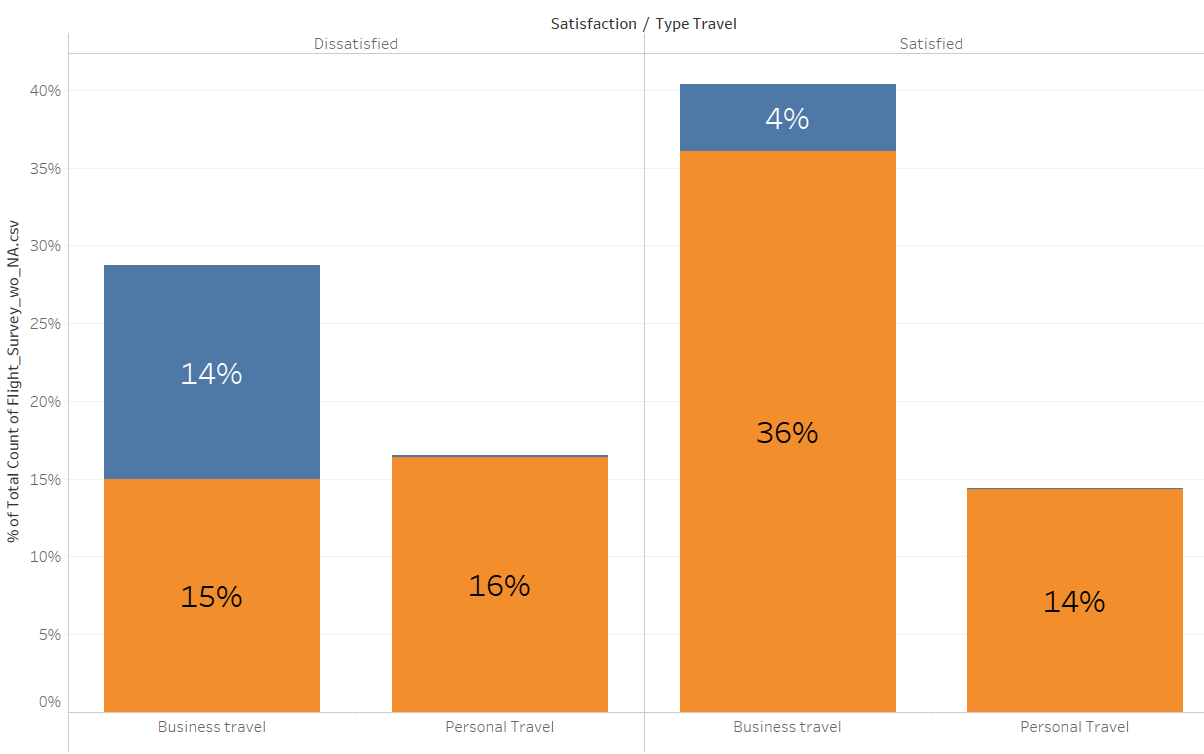 Satisfaction / Type Travel
Dissatisfied
Satisfied
% of Total Count of Flight_Survey_wo_NA.csv
40%
35%
30%
25%
20%
15%
10%
5%
0%
14%
15%
16%
4%
36%
14%
Business travel
Personal Travel
Business travel
Personal Travel